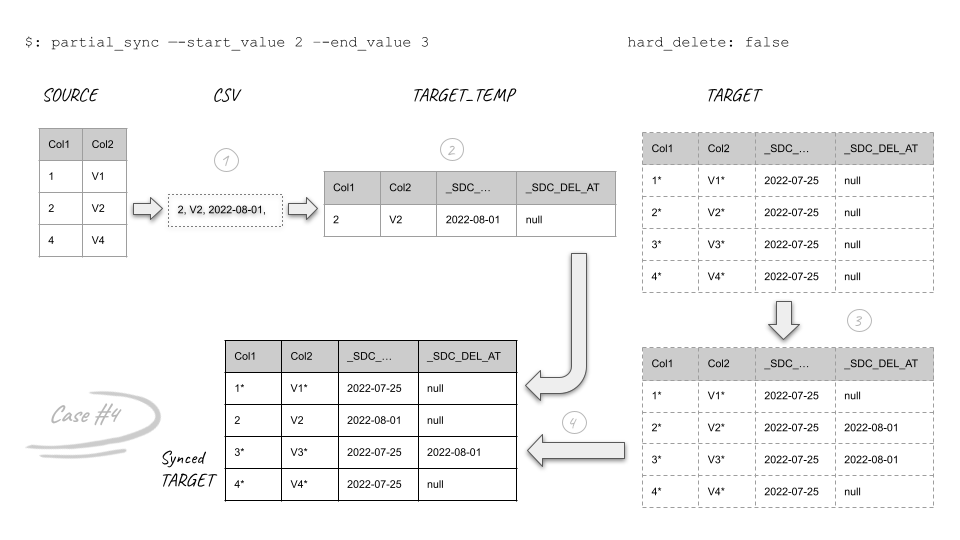 $: partial_sync —-start_value 2 –-end_value 3
hard_delete: false
SOURCE
CSV
TARGET_TEMP
TARGET
Col1 Col2
1 V1
2 V2
4 V4
1
2, V2, 2022-08-01,
2
Col1 Col2 _SDC_… _SDC_DEL_AT
2 V2 2022-08-01 null
Col1 Col2 _SDC_… _SDC_DEL_AT
1* V1* 2022-07-25 null
2* V2* 2022-07-25 null
3* V3* 2022-07-25 null
4* V4* 2022-07-25 null
3
Col1 Col2 _SDC_… _SDC_DEL_AT
1* V1* 2022-07-25 null
2* V2* 2022-07-25 2022-08-01
3* V3* 2022-07-25 2022-08-01
4* V4* 2022-07-25 null
4
Case #4
Synced
TARGET
Col1 Col2 _SDC_… _SDC_DEL_AT
1* V1* 2022-07-25 null
2 V2 2022-08-01 null
3* V3* 2022-07-25 2022-08-01
4* V4* 2022-07-25 null